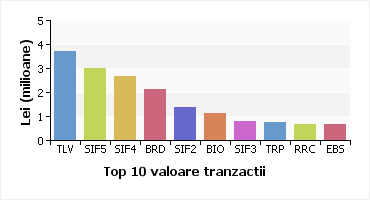 Lei (milioane)
5
4
3
2
1
0
TLV SIF5 SIF4 BRD SIF2 BIO SIF3 TRP RRC EBS
Top 10 valoare tranzactii